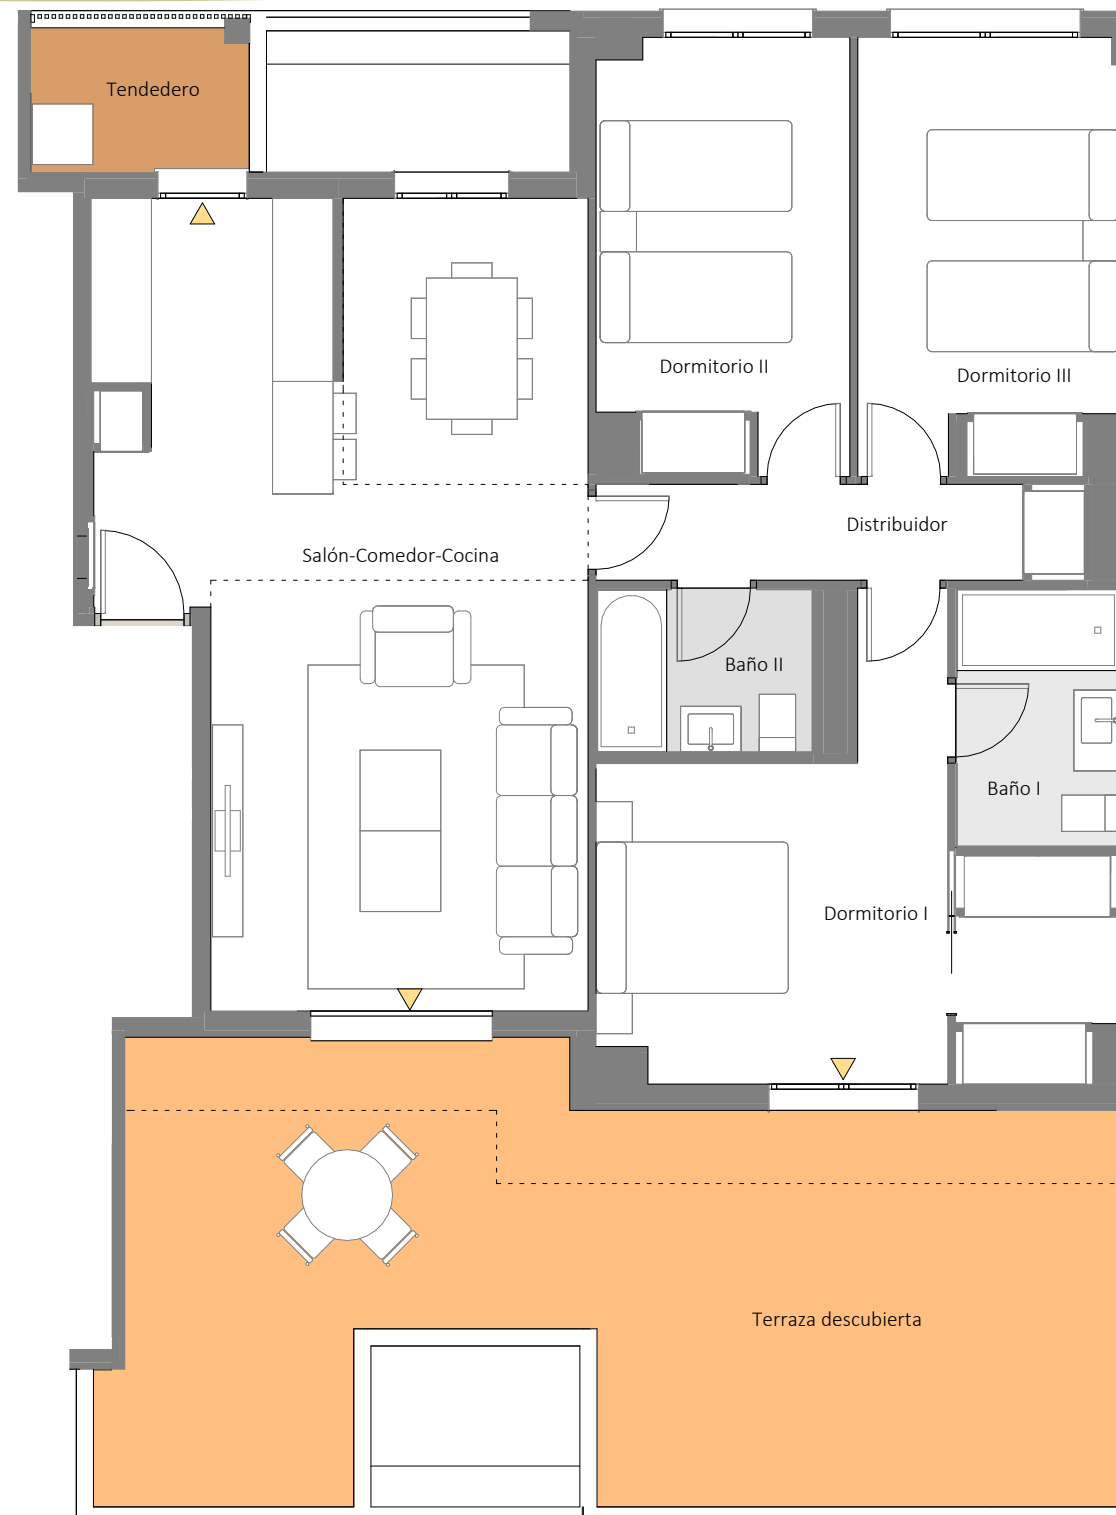 Tendedero
Dormitorio II
Dormitorio III
Distribuidor
Salón-Comedor-Cocina
Baño II
Baño I
Dormitorio I
Terraza descubierta